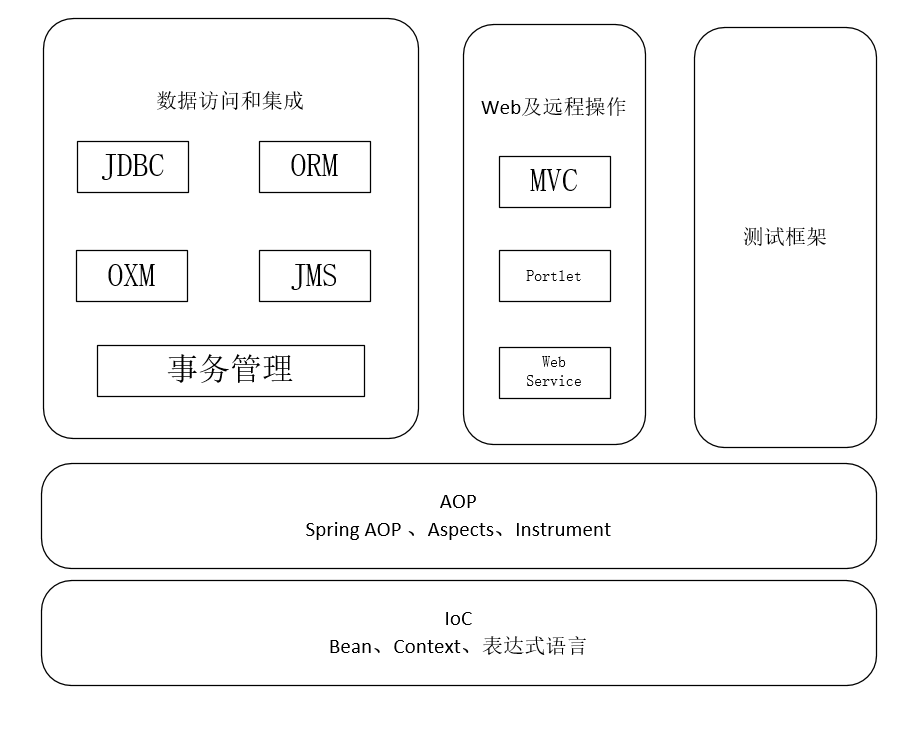 数据访问和集成
JDBC
ORM
OXM
JMS
事务管理
Web及远程操作
MVC
Portlet
Web
Service
测试框架
AOP
Spring AOP 、Aspects、Instrument
IoC
Bean、Context、表达式语言